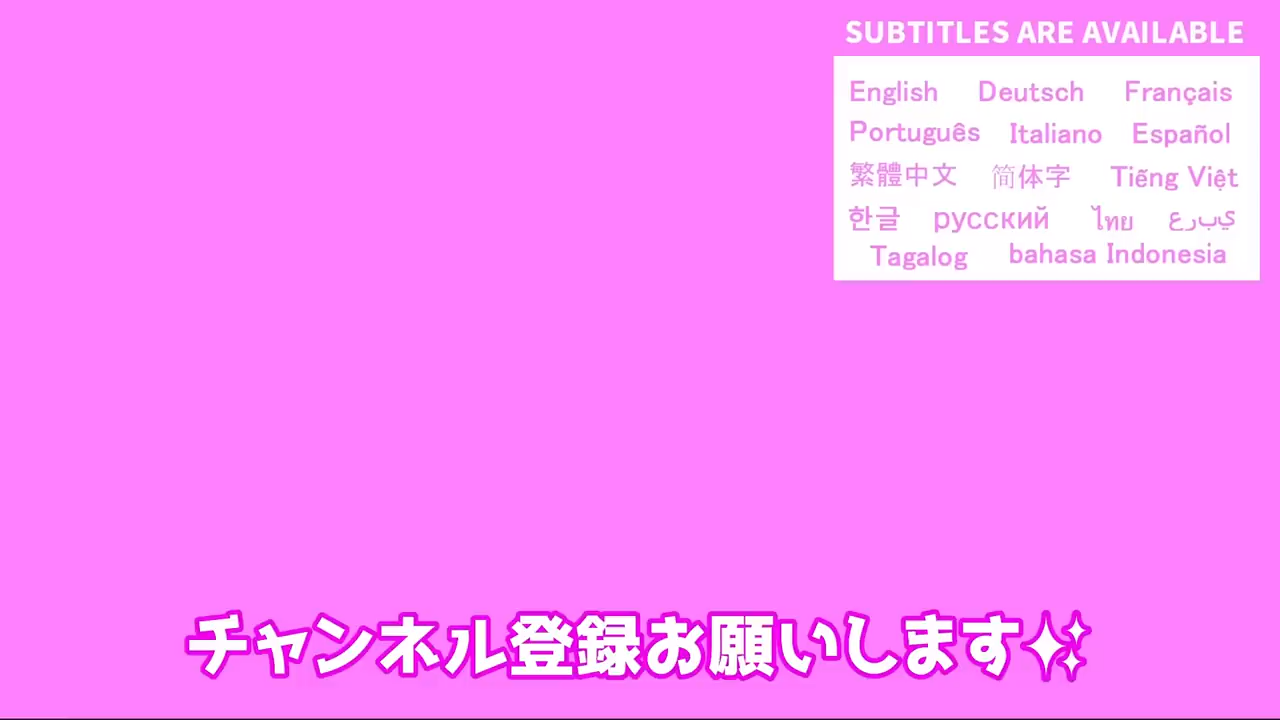 SUBTITLES ARE AVAILABLE
English Deutsch Français
Português Italiano Español
繁體中文 简体字 Tiếng Việt
한글 русский ไทย يبرع
Tagalog bahasa Indonesia
チャンネル登録お願いします✨